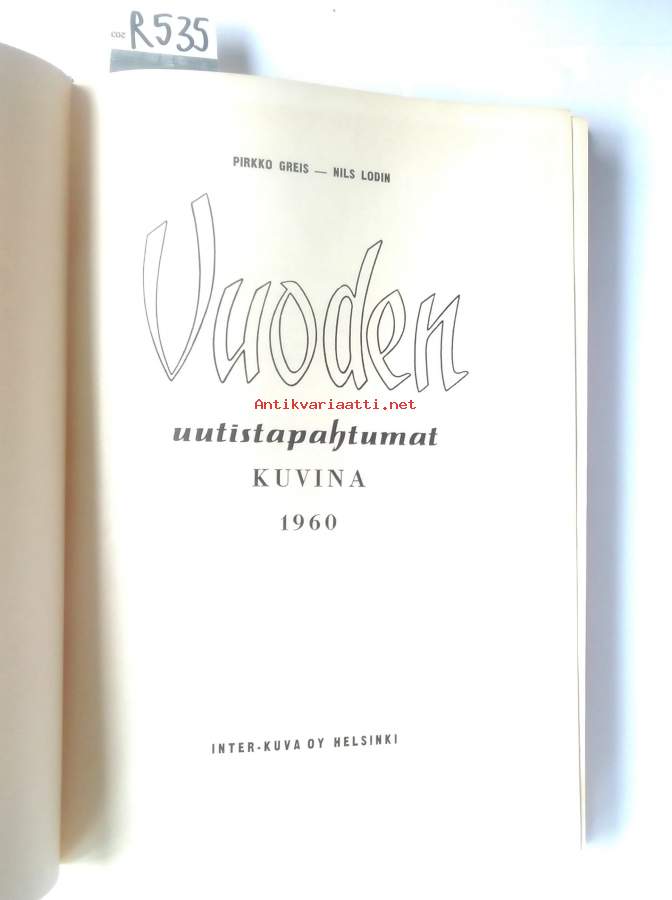 R535
PIRKKO GREIS — NILS LODIN
Vuoden
Antikvariaatti.net
uutistapahtumat
KUVINA
1960
INTER-KUVA OY HELSINKI